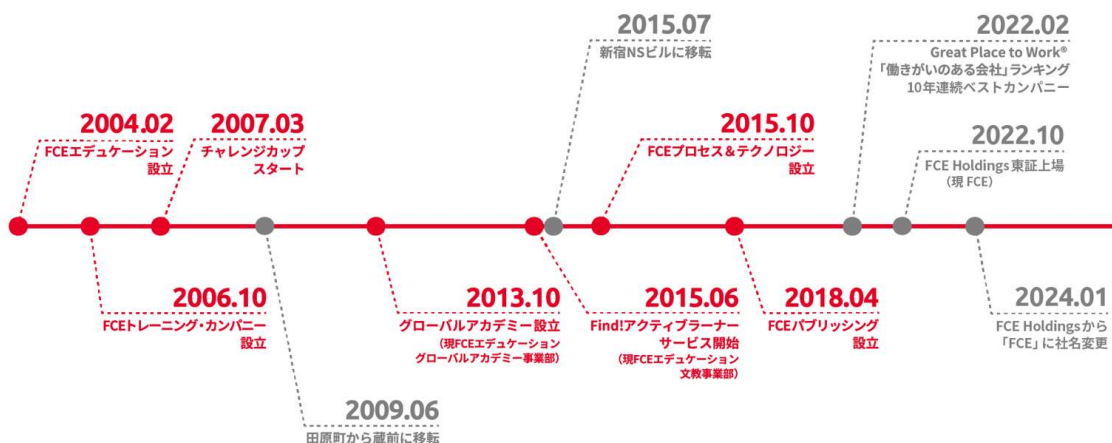 2004.02
FCEエデュケーション
設立
2006.10
FCEトレーニング・カンパニー
設立
2007.03
チャレンジカップ
スタート
2009.06
田原町から蔵前に移転
2013.10
グローバルアカデミー設立
（現FCEエデュケーション
グローバルアカデミー事業部）
2015.06
Find!アクティブラーナー
サービス開始
（現FCEエデュケーション
文教事業部）
2015.07
新宿NSビルに移転
2015.10
FCEプロセス＆テクノロジー
設立
2018.04
FCEパブリッシング
設立
2022.02
Great Place to Work®
「働きがいのある会社」ランキング
10年連続ベストカンパニー
2022.10
FCE Holdings東証上場
（現 FCE）
2024.01
FCE Holdingsから
「FCE」に社名変更